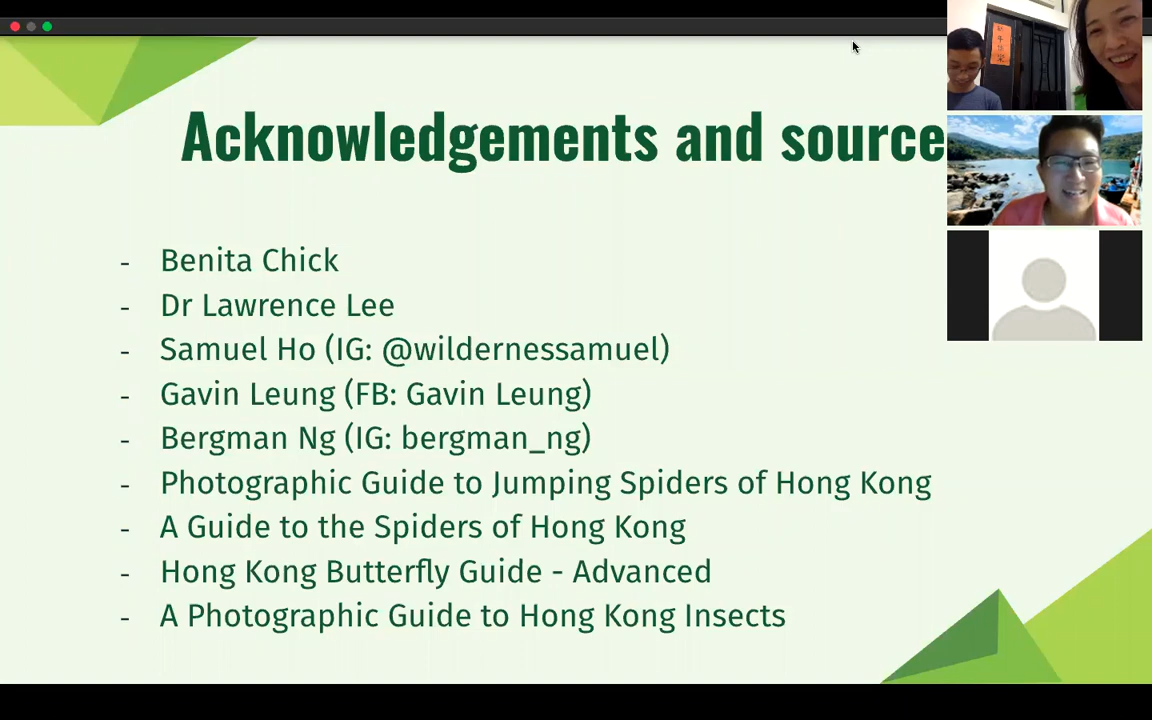 Acknowledgements and source
- Benita Chick
- Dr Lawrence Lee
- Samuel Ho (IG: @wildernessamuel)
- Gavin Leung (FB: Gavin Leung)
- Bergman Ng (IG: bergman_ng)
- Photographic Guide to Jumping Spiders of Hong Kong
- A Guide to the Spiders of Hong Kong
- Hong Kong Butterfly Guide - Advanced
- A Photographic Guide to Hong Kong Insects